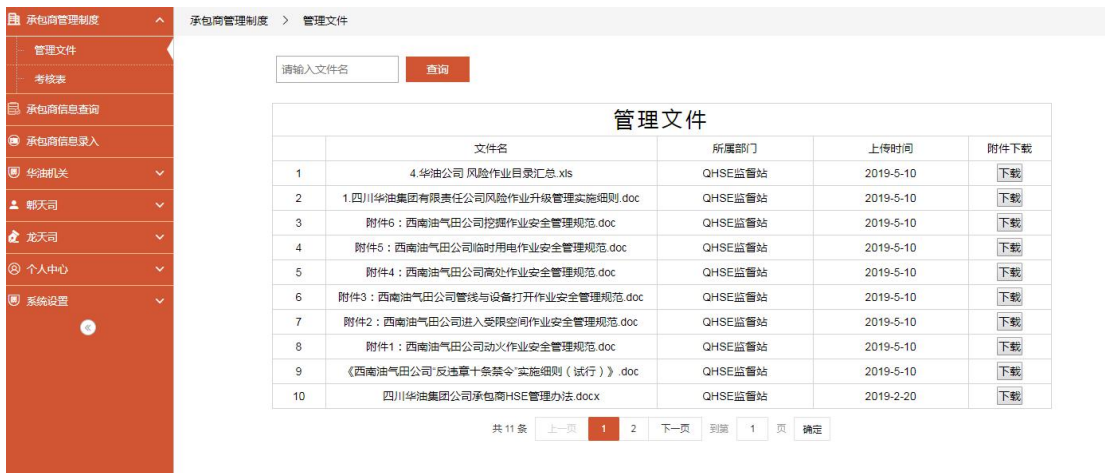 承包商管理制度
管理文件
考核表
承包商信息查询
承包商信息录入
华油机关
郫天司
龙天司
个人中心
系统设置
承包商管理制度 > 管理文件
请输入文件名 查询
管理文件
文件名 所属部门 上传时间 附件下载
1 4.华油公司 风险作业目录汇总.xls QHSE监督站 2019-5-10 下载
2 1.四川华油集团有限责任公司风险作业升级管理实施细则.doc QHSE监督站 2019-5-10 下载
3 附件6：西南油气田公司挖掘作业安全管理规范.doc QHSE监督站 2019-5-10 下载
4 附件5：西南油气田公司临时用电作业安全管理规范.doc QHSE监督站 2019-5-10 下载
5 附件4：西南油气田公司高处作业安全管理规范.doc QHSE监督站 2019-5-10 下载
6 附件3：西南油气田公司管线与设备打开作业安全管理规范.doc QHSE监督站 2019-5-10 下载
7 附件2：西南油气田公司进入受限空间作业安全管理规范.doc QHSE监督站 2019-5-10 下载
8 附件1：西南油气田公司动火作业安全管理规范.doc QHSE监督站 2019-5-10 下载
9 《西南油气田公司“反违章十条禁令”实施细则（试行）》.doc QHSE监督站 2019-5-10 下载
10 四川华油集团公司承包商HSE管理办法.docx QHSE监督站 2019-2-20 下载
共 11 条 上一页 1 2 下一页 到第 1 页 确定